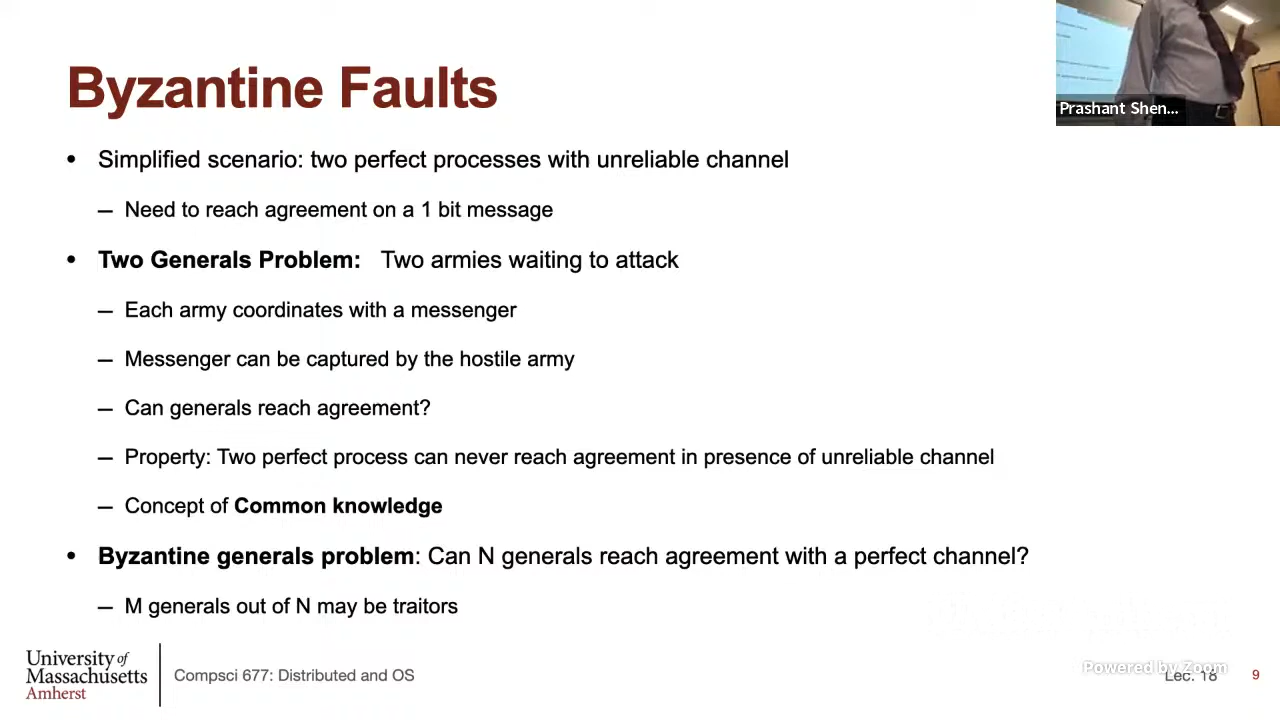 Byzantine Faults
Prashant Shen...
• Simplified scenario: two perfect processes with unreliable channel
– Need to reach agreement on a 1 bit message
• Two Generals Problem: Two armies waiting to attack
– Each army coordinates with a messenger
– Messenger can be captured by the hostile army
– Can generals reach agreement?
– Property: Two perfect process can never reach agreement in presence of unreliable channel
– Concept of Common knowledge
• Byzantine generals problem: Can N generals reach agreement with a perfect channel?
– M generals out of N may be traitors
University of
Massachusetts
Amherst
Compsci 677: Distributed and OS
Powered by Zoom
Lec. 18
9